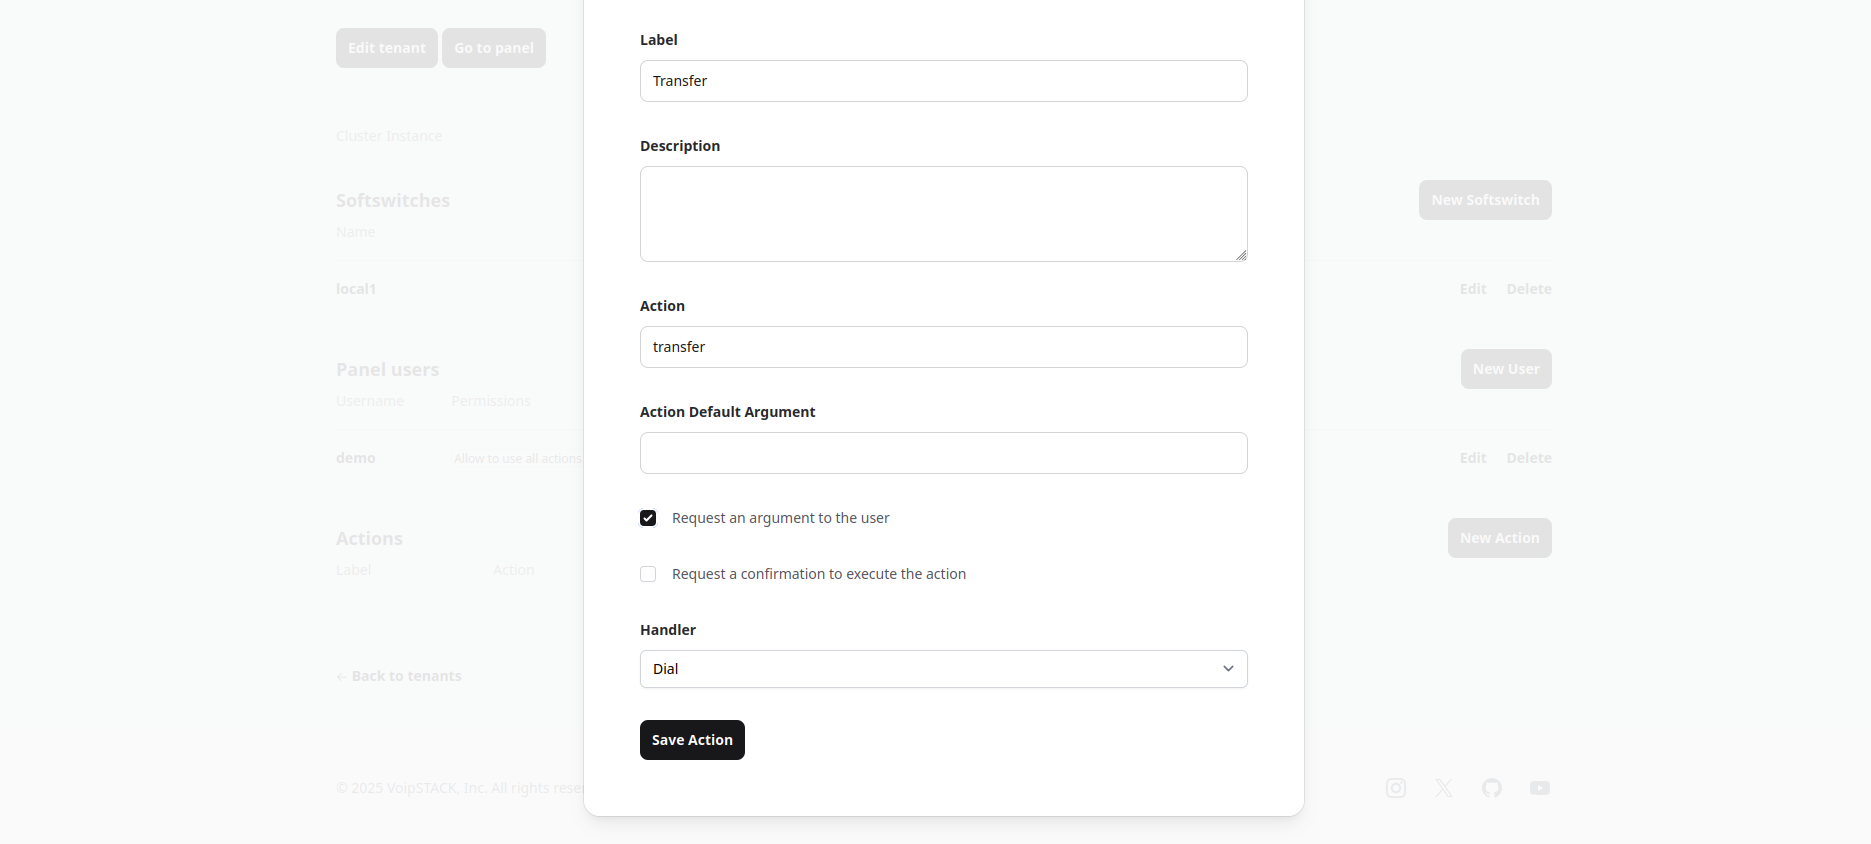 Edit tenant
Go to panel
Cluster Instance
Softswitches
New Softswitch
Name
local1
Edit
Delete
Panel users
New User
Username
Permissions
demo
Allow to use all actions
Edit
Delete
Actions
New Action
Label
Action
← Back to tenants
© 2025 VoipSTACK, Inc. All rights
Label
Transfer
Description
Action
transfer
Action Default Argument
Request an argument to the user
Request a confirmation to execute the action
Handler
Dial
Save Action